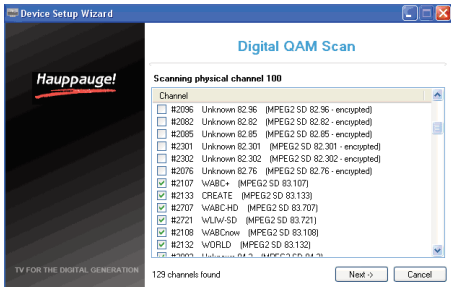 Device Setup Wizard
Digital QAM Scan
Hauppauge!
Scanning physical channel 100
Channel
#2096 Unknown 82.96 (MPEG2 SD 82.96 - encrypted)
#2082 Unknown 82.82 (MPEG2 SD 82.82 - encrypted)
#2085 Unknown 82.85 (MPEG2 SD 82.85 - encrypted)
#2301 Unknown 82.301 (MPEG2 SD 82.301 - encrypted)
#2302 Unknown 82.302 (MPEG2 SD 82.302 - encrypted)
#2076 Unknown 82.76 (MPEG2 SD 82.76 - encrypted)
#2107 WABC+ (MPEG2 SD 83.107)
#2133 CREATE (MPEG2 SD 83.133)
#2707 WABC-HD (MPEG2 SD 83.707)
#2721 WLIW-SD (MPEG2 SD 83.721)
#2108 WABCnow (MPEG2 SD 83.108)
#2132 WORLD (MPEG2 SD 83.132)
TV FOR THE DIGITAL GENERATION
129 channels found
Next ->
Cancel